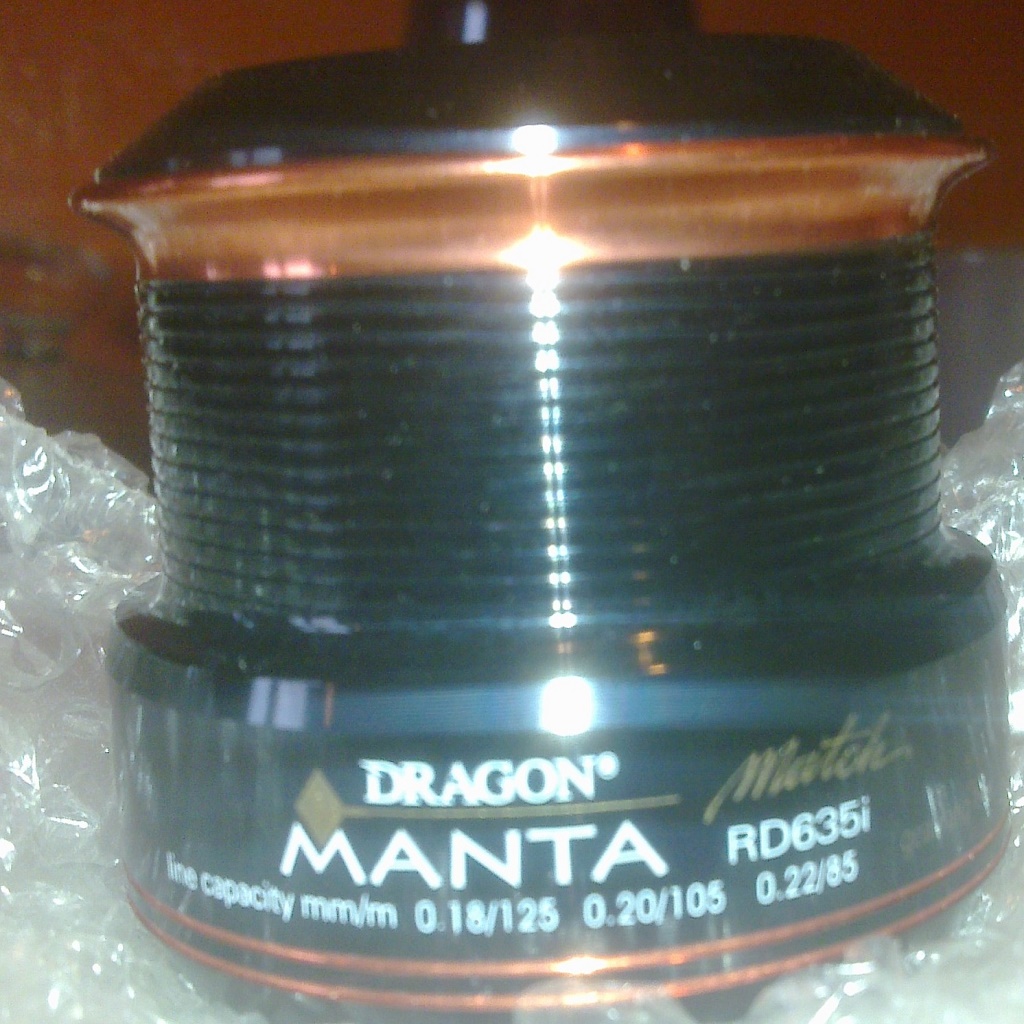 DRAGON®
Match
MANTA
RD635i
line capacity mm/m 0.18/125 0.20/105 0.22/85